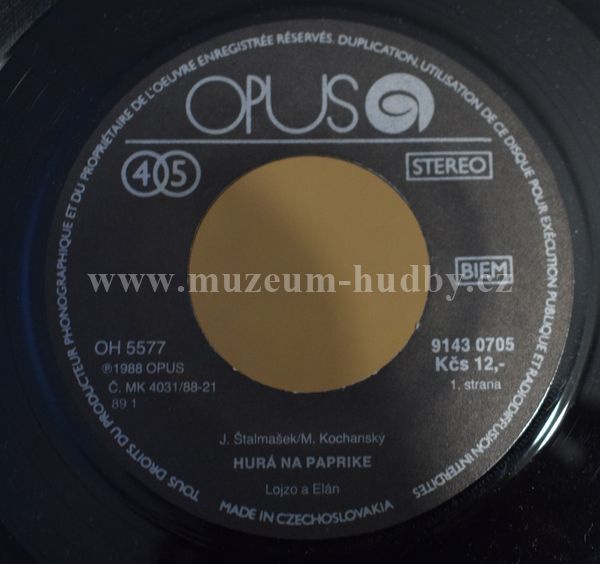 TOUS DROITS DU PRODUCTEUR PHONOGRAPHIQUE ET DU PROPRIÉTAIRE DE L'OEUVRE ENREGISTRÉE RÉSERVÉS. DUPLICATION, UTILISATION DE CE DISQUE POUR EXÉCUTION PUBLIQUE ET RADIODIFFUSION INTERDITES
OPUS
45
STEREO
BIEM
www.muzeum-hudby.cz
OH 5577
℗1988 OPUS
Č. MK 4031/88-21
89 1
9143 0705
Kčs 12,-
1. strana
J. Štalmašek/M. Kochanský
HURÁ NA PAPRIKE
Lojzo a Elán
MADE IN CZECHOSLOVAKIA